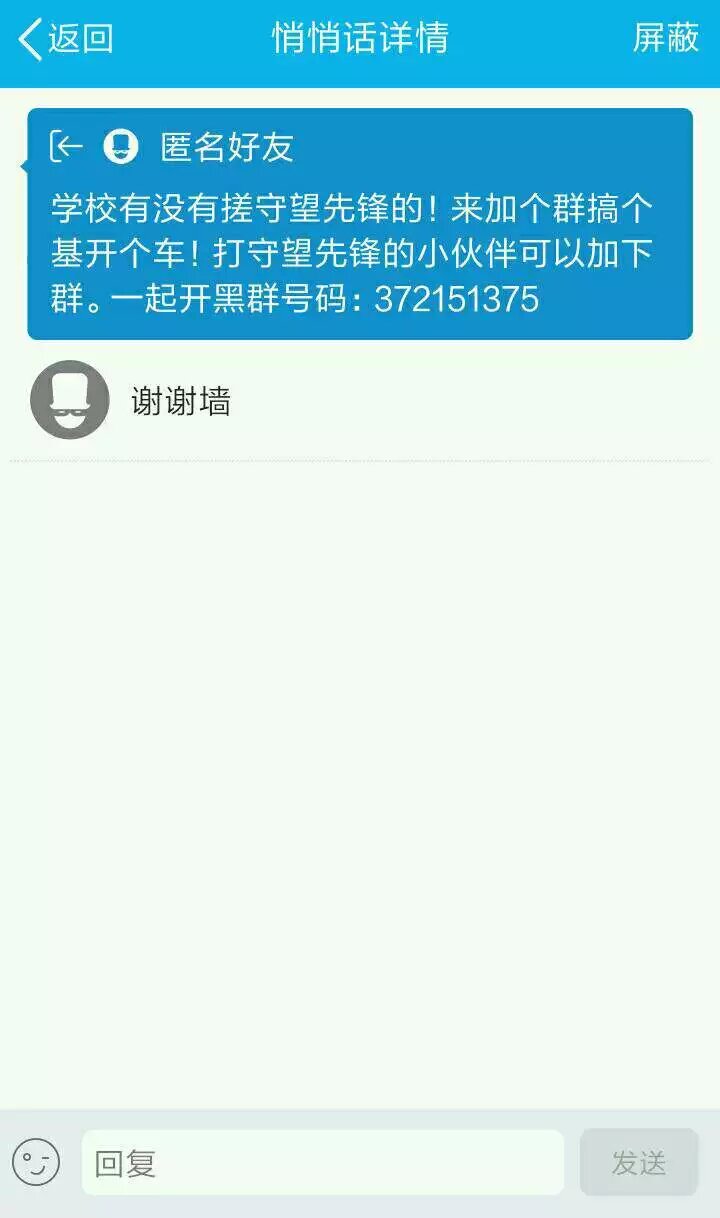 返回
悄悄话详情
屏蔽
匿名好友
学校有没有搓守望先锋的！来加个群搞个
基开个车！打守望先锋的小伙伴可以加下
群。一起开黑群号码：372151375
谢谢墙
回复
发送